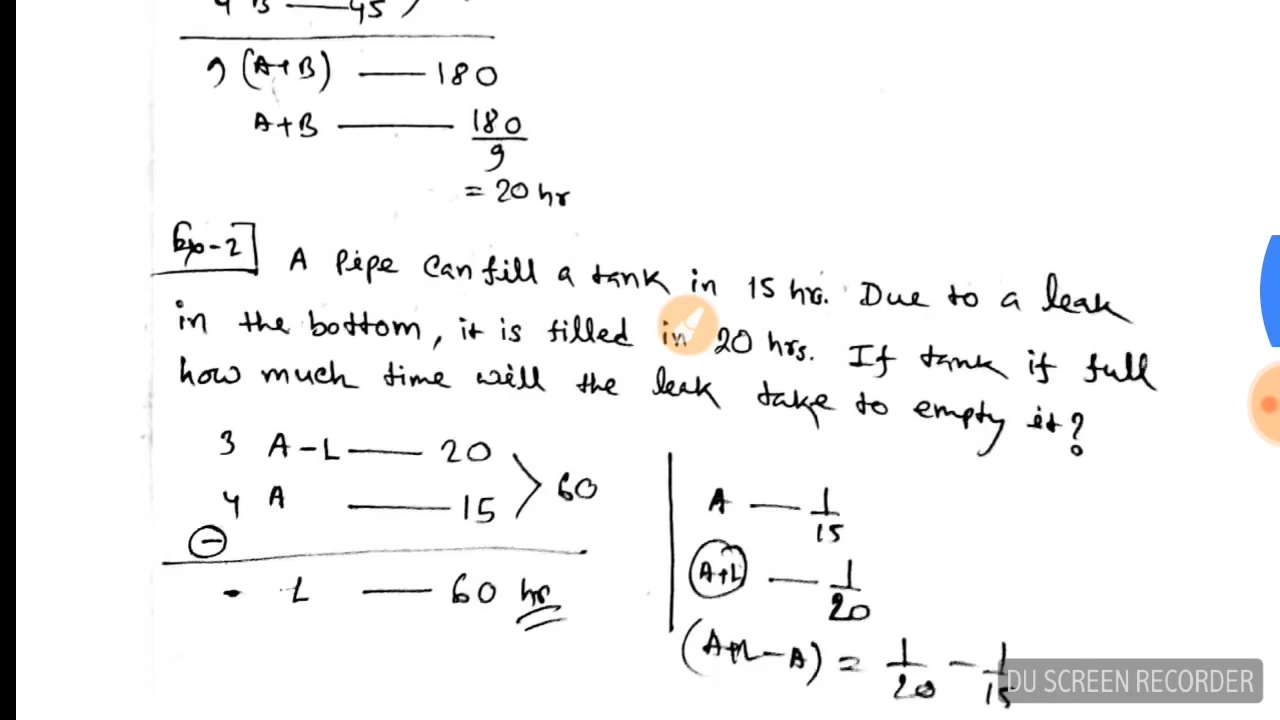 4 B — 45
9 (A+B) — 180
A+B — 180/9
= 20 hr
Exp-2] A Pipe can fill a tank in 15 hrs. Due to a leak
in the bottom, it is filled in 20 hrs. If tank if full
how much time will the leak take to empty it?
3 A-L — 20
4 A — 15 > 60
(-)
- L — 60 hr
A — 1/15
(A+L) — 1/20
(A+L-A) = 1/20 - 1/15
DU SCREEN RECORDER